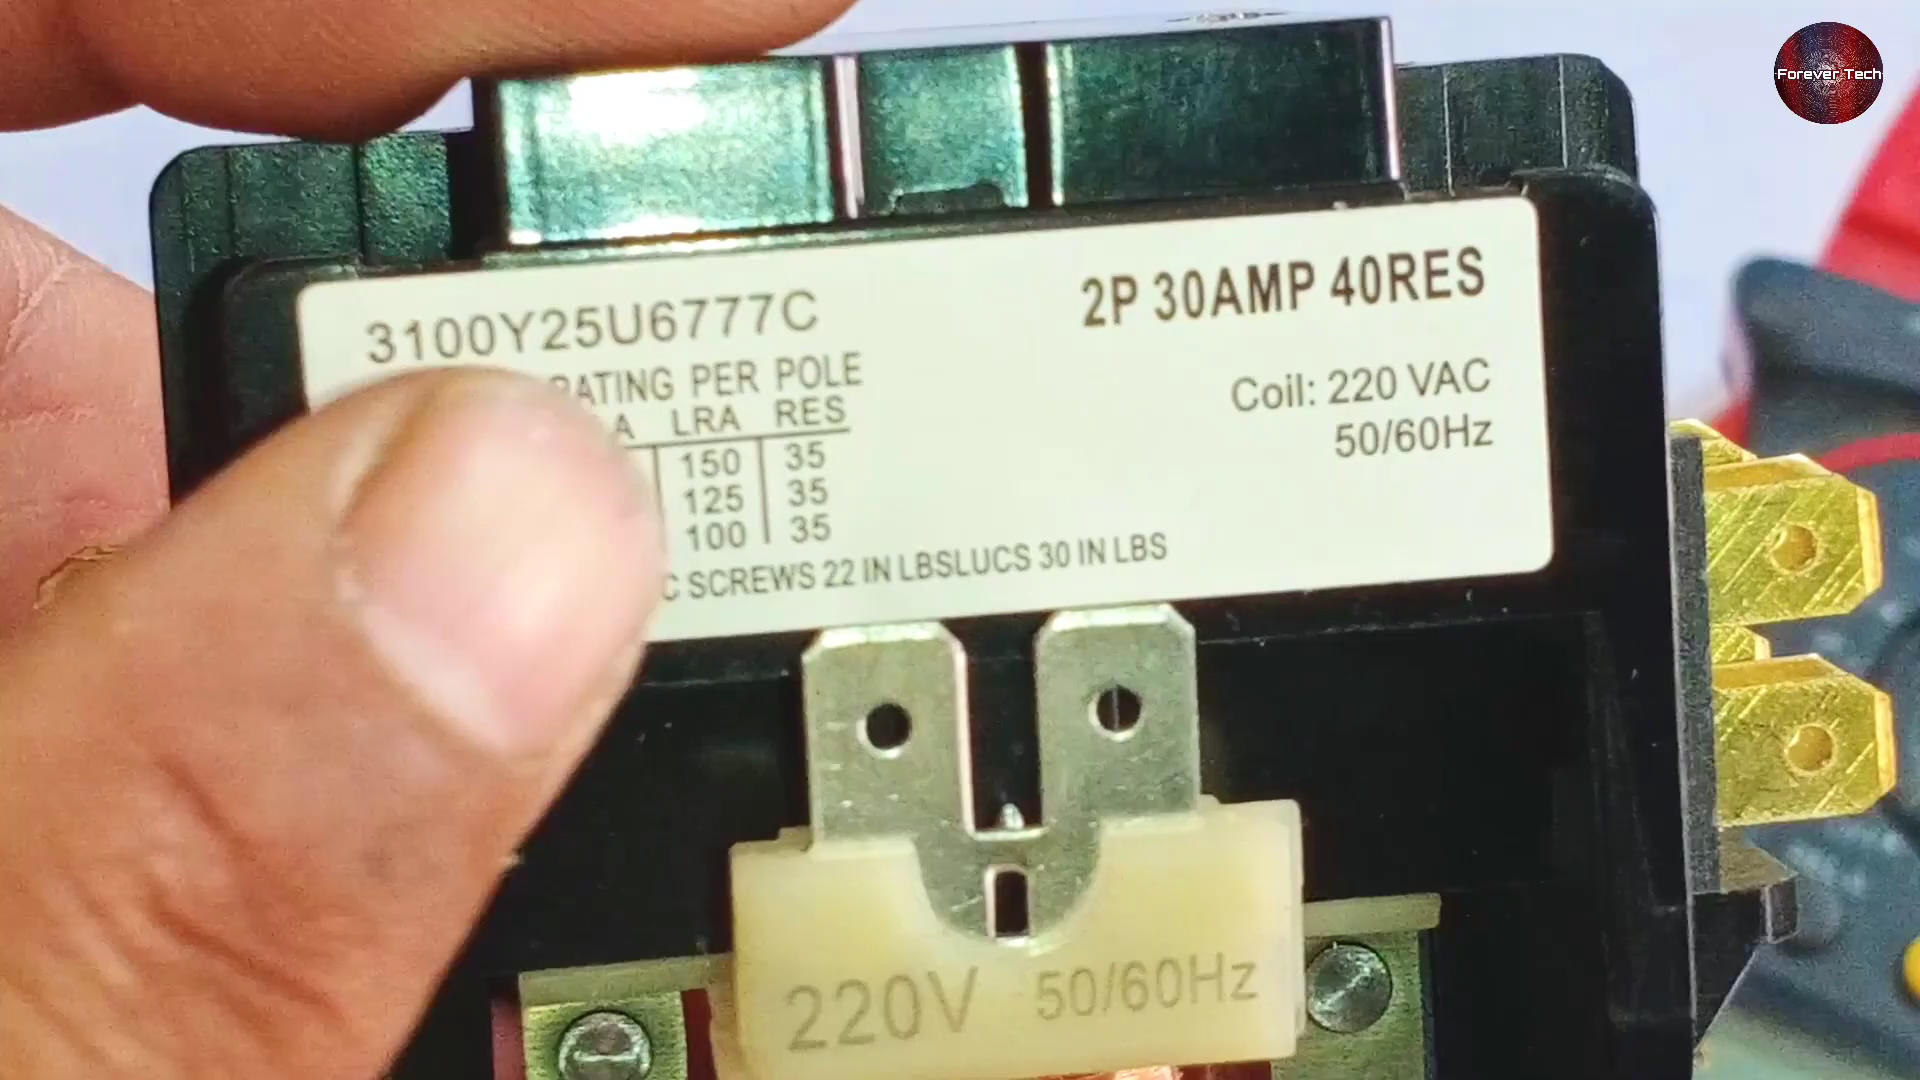 Forever Tech
3100Y25U6777C
2P 30AMP 40RES
RATING PER POLE
LRA RES
Coil: 220 VAC
50/60Hz
150 35
125 35
100 35
SCREWS 22 IN LBSLUCS 30 IN LBS
220V 50/60Hz